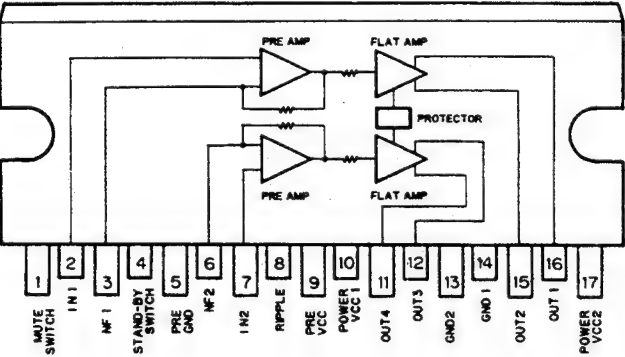 PRE AMP
FLAT AMP
PROTECTOR
PRE AMP
FLAT AMP
1
2
3
4
5
6
7
8
9
10
11
12
13
14
15
16
17
MUTE
SWITCH
IN 1
NF 1
STAND-BY
SWITCH
PRE
GND
NF2
IN2
RIPPLE
PRE
VCC
POWER
VCC 1
OUT4
OUT3
GND2
GND 1
OUT2
OUT 1
POWER
VCC2